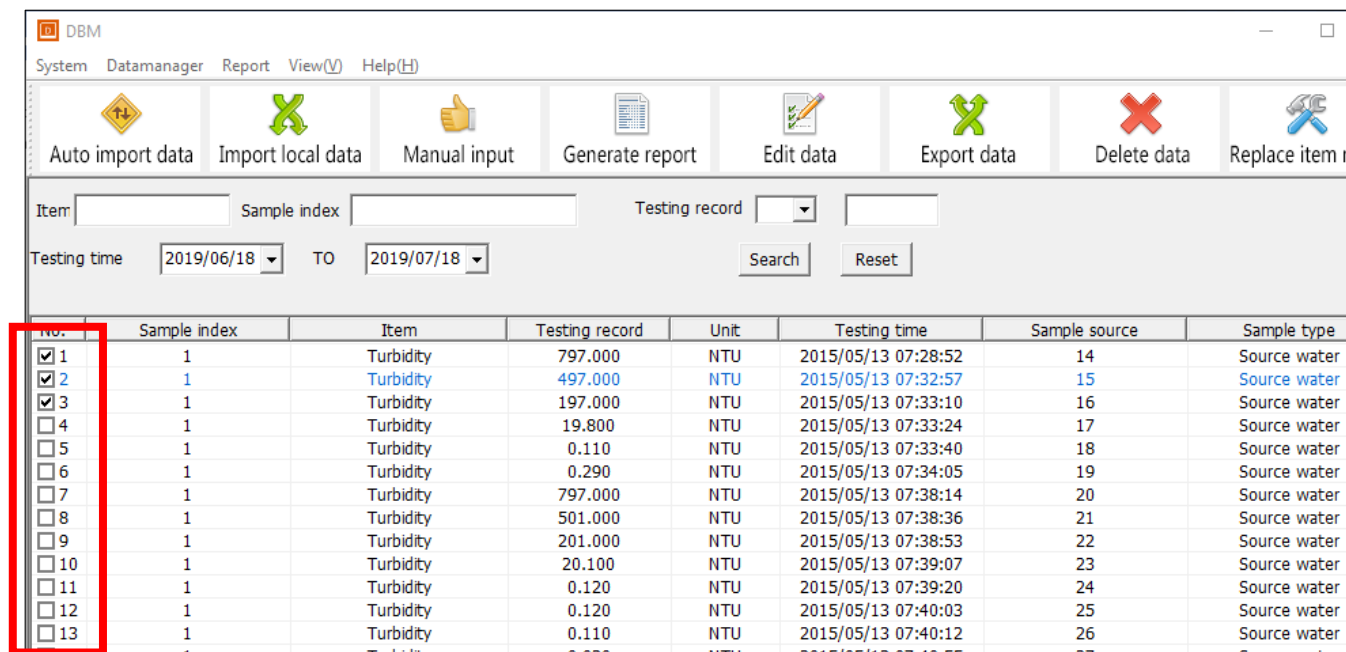 DBM
System Datamanager Report View(V) Help(H)
Auto import data Import local data Manual input Generate report Edit data Export data Delete data Replace item
Item Sample index Testing record
Testing time 2019/06/18 TO 2019/07/18 Search Reset
No. Sample index Item Testing record Unit Testing time Sample source Sample type
1 1 Turbidity 797.000 NTU 2015/05/13 07:28:52 14 Source water
2 1 Turbidity 497.000 NTU 2015/05/13 07:32:57 15 Source water
3 1 Turbidity 197.000 NTU 2015/05/13 07:33:10 16 Source water
4 1 Turbidity 19.800 NTU 2015/05/13 07:33:24 17 Source water
5 1 Turbidity 0.110 NTU 2015/05/13 07:33:40 18 Source water
6 1 Turbidity 0.290 NTU 2015/05/13 07:34:05 19 Source water
7 1 Turbidity 797.000 NTU 2015/05/13 07:38:14 20 Source water
8 1 Turbidity 501.000 NTU 2015/05/13 07:38:36 21 Source water
9 1 Turbidity 201.000 NTU 2015/05/13 07:38:53 22 Source water
10 1 Turbidity 20.100 NTU 2015/05/13 07:39:07 23 Source water
11 1 Turbidity 0.120 NTU 2015/05/13 07:39:20 24 Source water
12 1 Turbidity 0.120 NTU 2015/05/13 07:40:03 25 Source water
13 1 Turbidity 0.110 NTU 2015/05/13 07:40:12 26 Source water